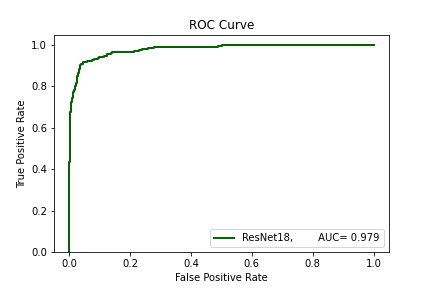 ROC Curve
1.0
0.8
0.6
0.4
0.2
0.0
True Positive Rate
ResNet18, AUC= 0.979
0.0 0.2 0.4 0.6 0.8 1.0
False Positive Rate